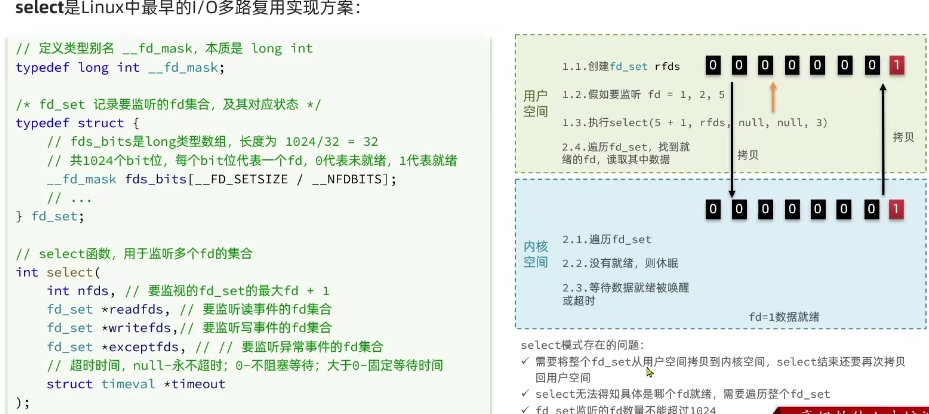 select是Linux中最早的I/O多路复用实现方案：
// 定义类型别名 __fd_mask，本质是 long int
typedef long int __fd_mask;
/* fd_set 记录要监听的fd集合，及其对应状态 */
typedef struct {
// fds_bits是long类型数组，长度为 1024/32 = 32
// 共1024个bit位，每个bit位代表一个fd，0代表未就绪，1代表就绪
__fd_mask fds_bits[__FD_SETSIZE / __NFDBITS];
// ...
} fd_set;
// select函数，用于监听多个fd的集合
int select(
int nfds, // 要监视的fd_set的最大fd + 1
fd_set *readfds, // 要监听读事件的fd集合
fd_set *writefds,// 要监听写事件的fd集合
fd_set *exceptfds, // // 要监听异常事件的fd集合
// 超时时间，null-永不超时；0-不阻塞等待；大于0-固定等待时间
struct timeval *timeout
);
用户
空间
1.1.创建fd_set rfds
0 0 0 0 0 0 0 1
1.2.假如要监听 fd = 1, 2, 5
1.3.执行select(5 + 1, rfds, null, null, 3)
2.4.遍历fd_set，找到就
绪的fd，读取其中数据
拷贝
拷贝
内核
空间
0 0 0 0 0 0 0 1
2.1.遍历fd_set
2.2.没有就绪，则休眠
2.3.等待数据就绪被唤醒
或超时
fd=1数据就绪
select模式存在的问题：
✓ 需要将整个fd_set从用户空间拷贝到内核空间，select结束还要再次拷贝
回用户空间
✓ select无法得知具体是哪个fd就绪，需要遍历整个fd_set
✓ fd_set监听的fd数量不能超过1024